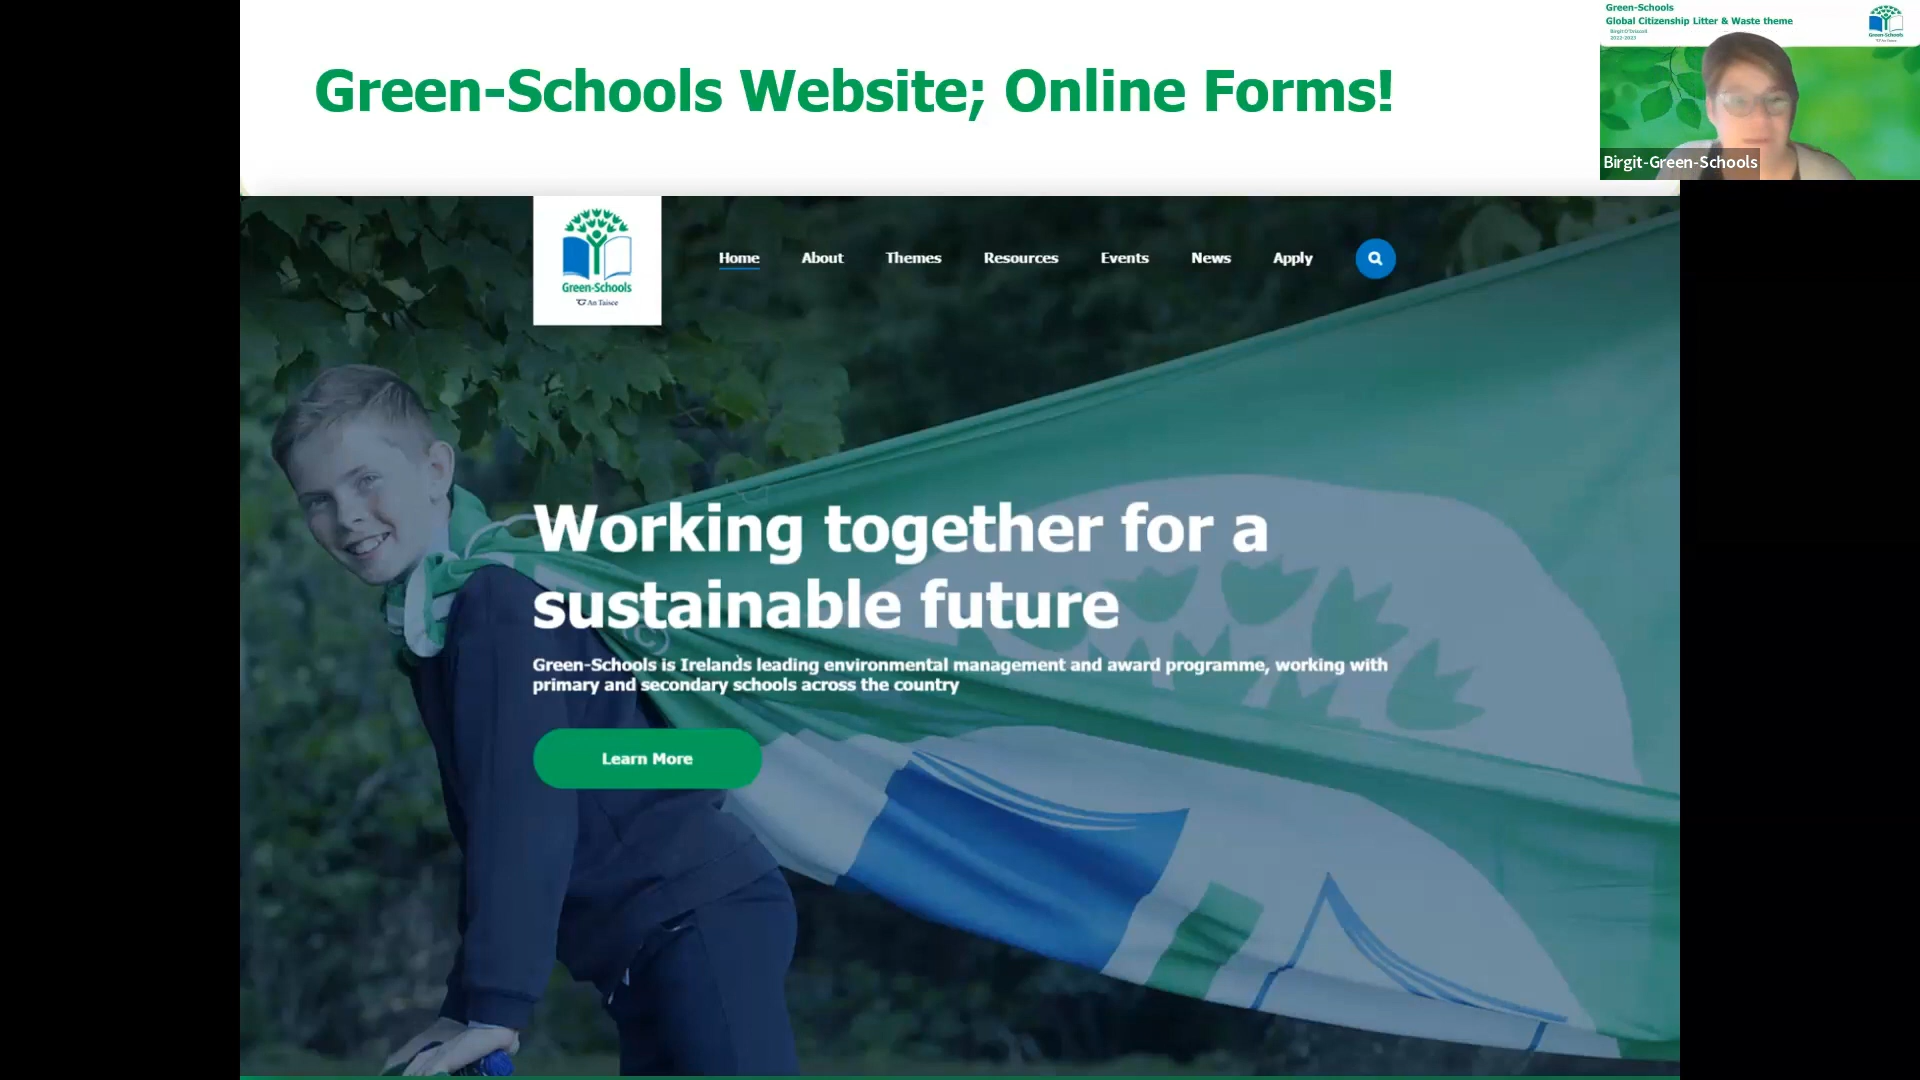 Green-Schools Website; Online Forms!
Green-Schools
Global Citizenship Litter & Waste theme
Birgit O'Driscoll
2022-2023
Green-Schools
An Taisce
Birgit-Green-Schools
Green-Schools
An Taisce
Home About Themes Resources Events News Apply
Working together for a
sustainable future
Green-Schools is Ireland's leading environmental management and award programme, working with
primary and secondary schools across the country
Learn More